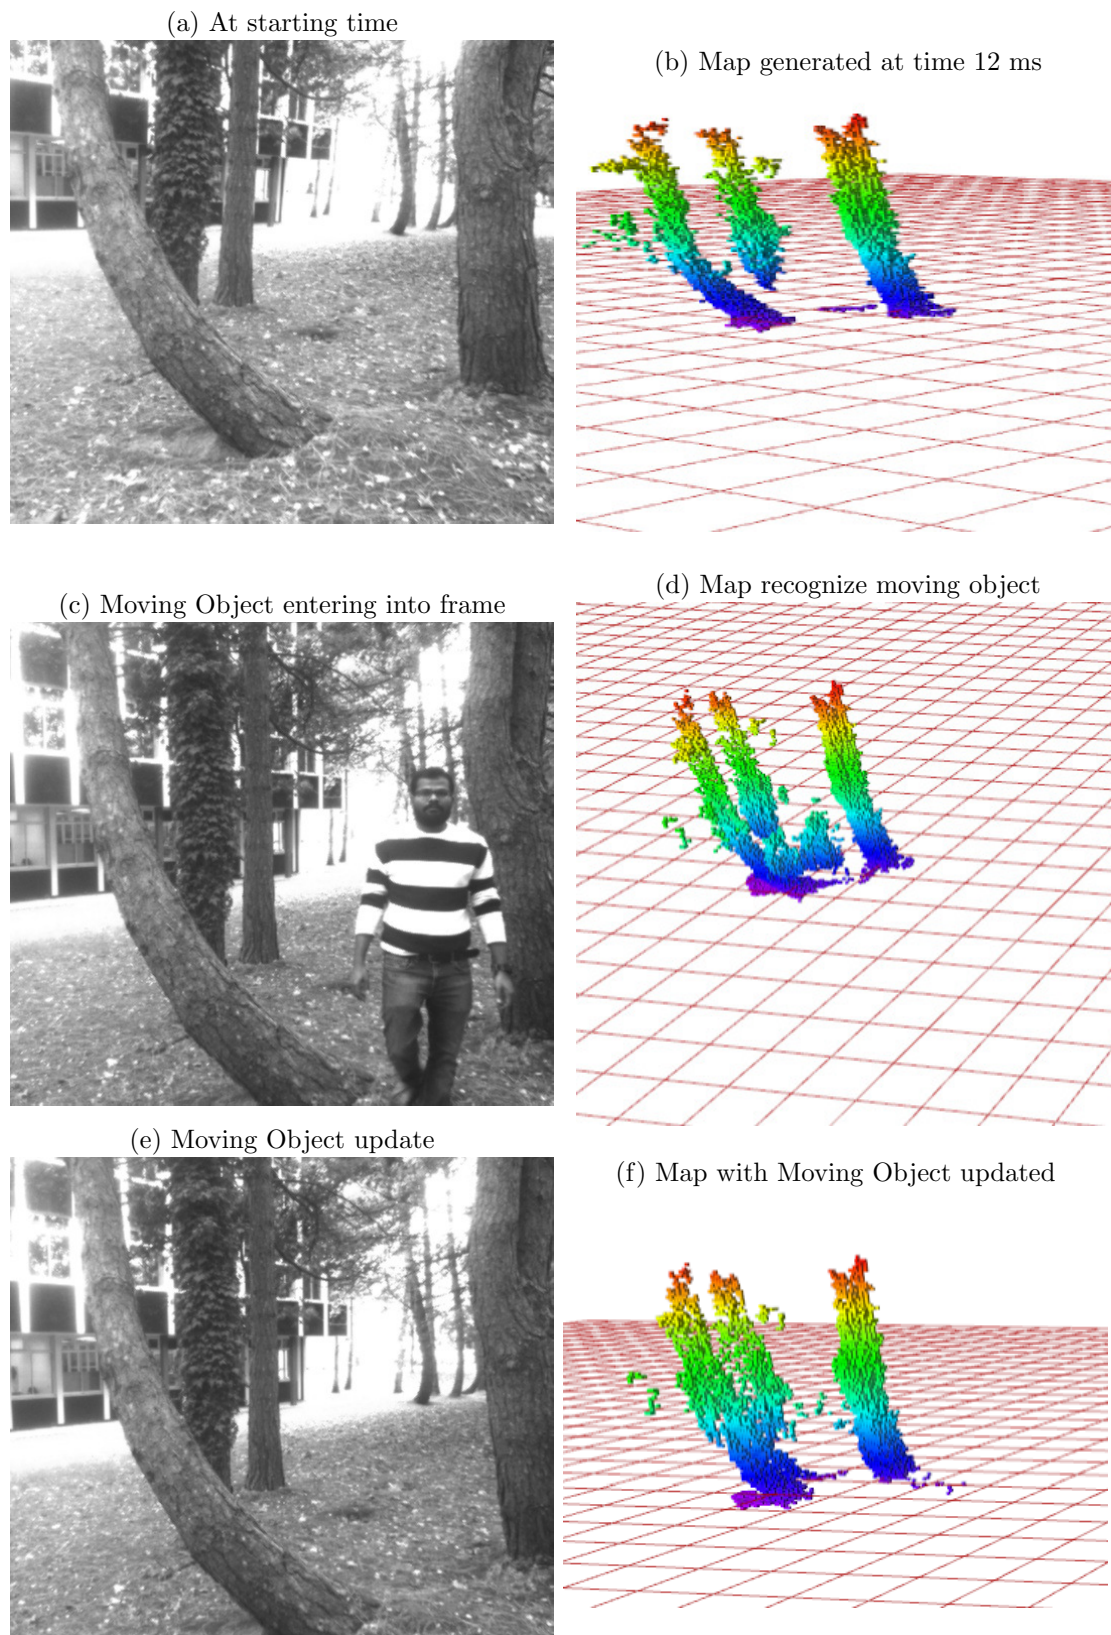 (a) At starting time
(b) Map generated at time 12 ms
(c) Moving Object entering into frame
(d) Map recognize moving object
(e) Moving Object update
(f) Map with Moving Object updated